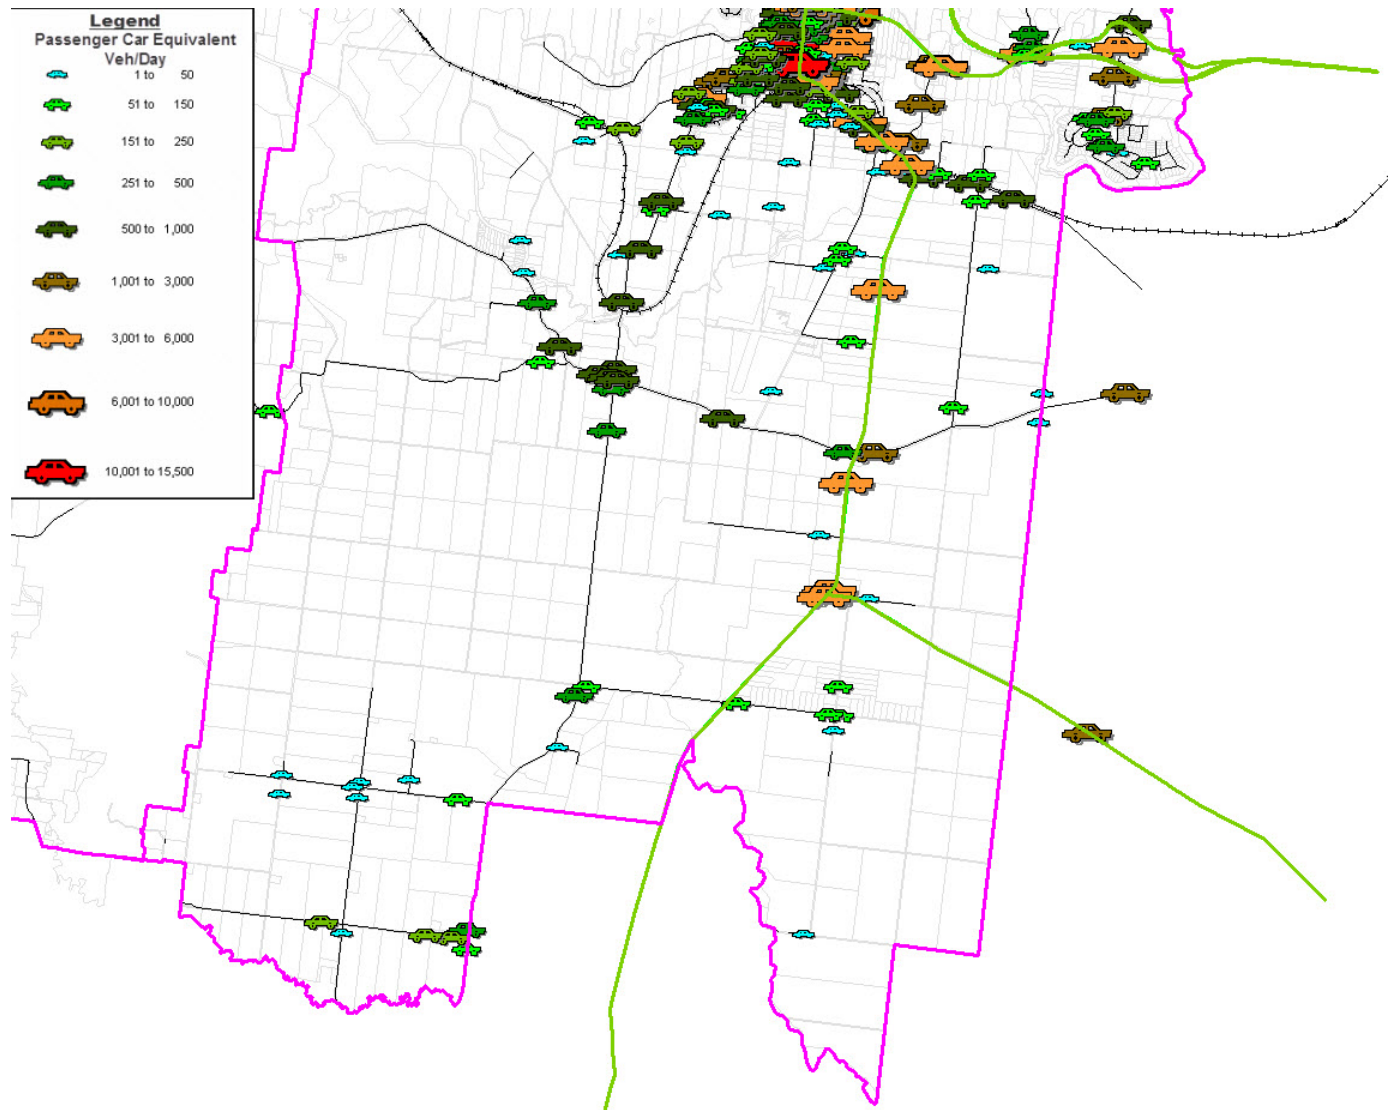 Legend
Passenger Car Equivalent
Veh/Day
1 to 50
51 to 150
151 to 250
251 to 500
500 to 1,000
1,001 to 3,000
3,001 to 6,000
6,001 to 10,000
10,001 to 15,500